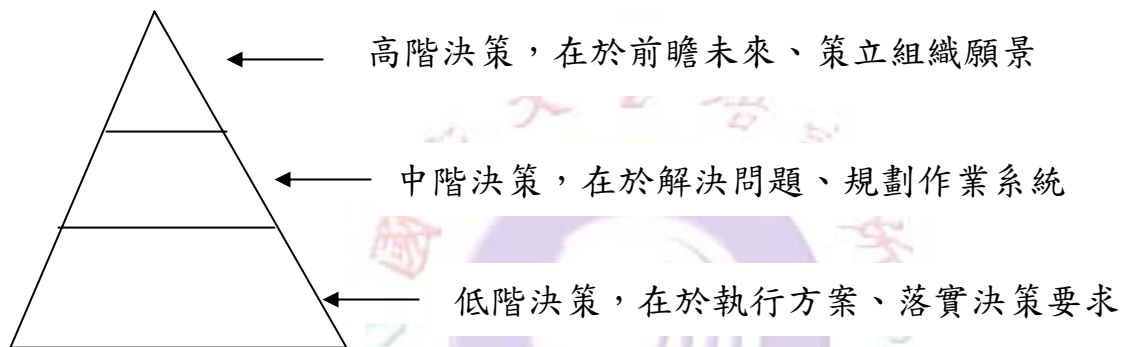 高階決策，在於前瞻未來、策立組織願景
中階決策，在於解決問題、規劃作業系統
低階決策，在於執行方案、落實決策要求